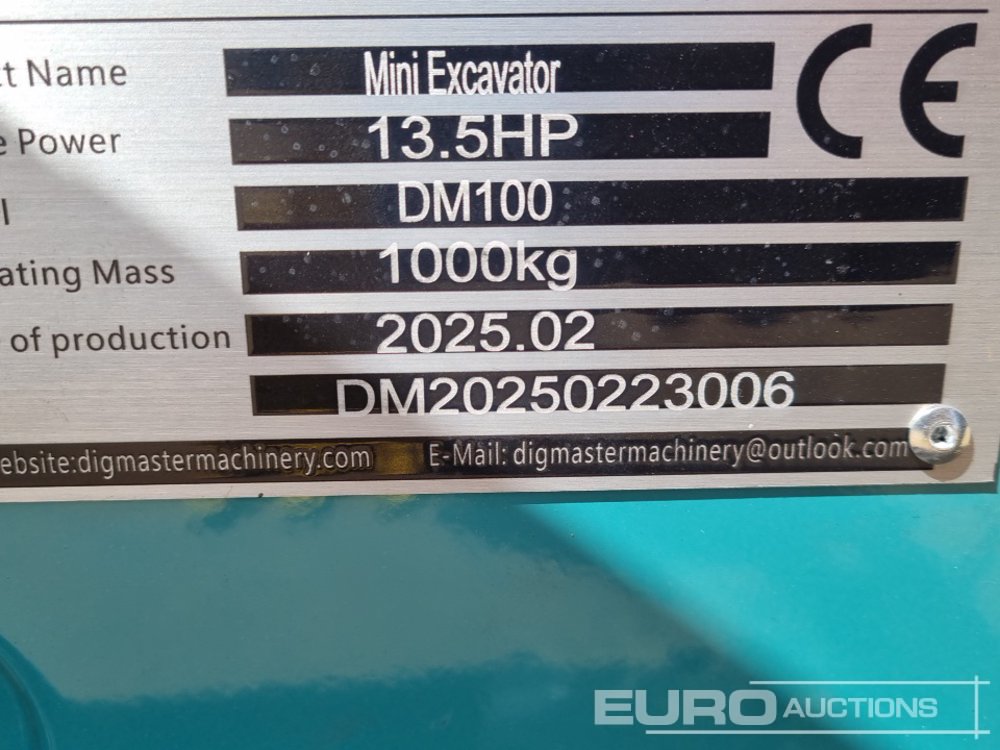 ct Name Mini Excavator CE
e Power 13.5HP
l DM100
ating Mass 1000kg
of production 2025.02
DM20250223006
ebsite:digmastermachinery.com E-Mail: digmastermachinery@outlook.com
EURO AUCTIONS